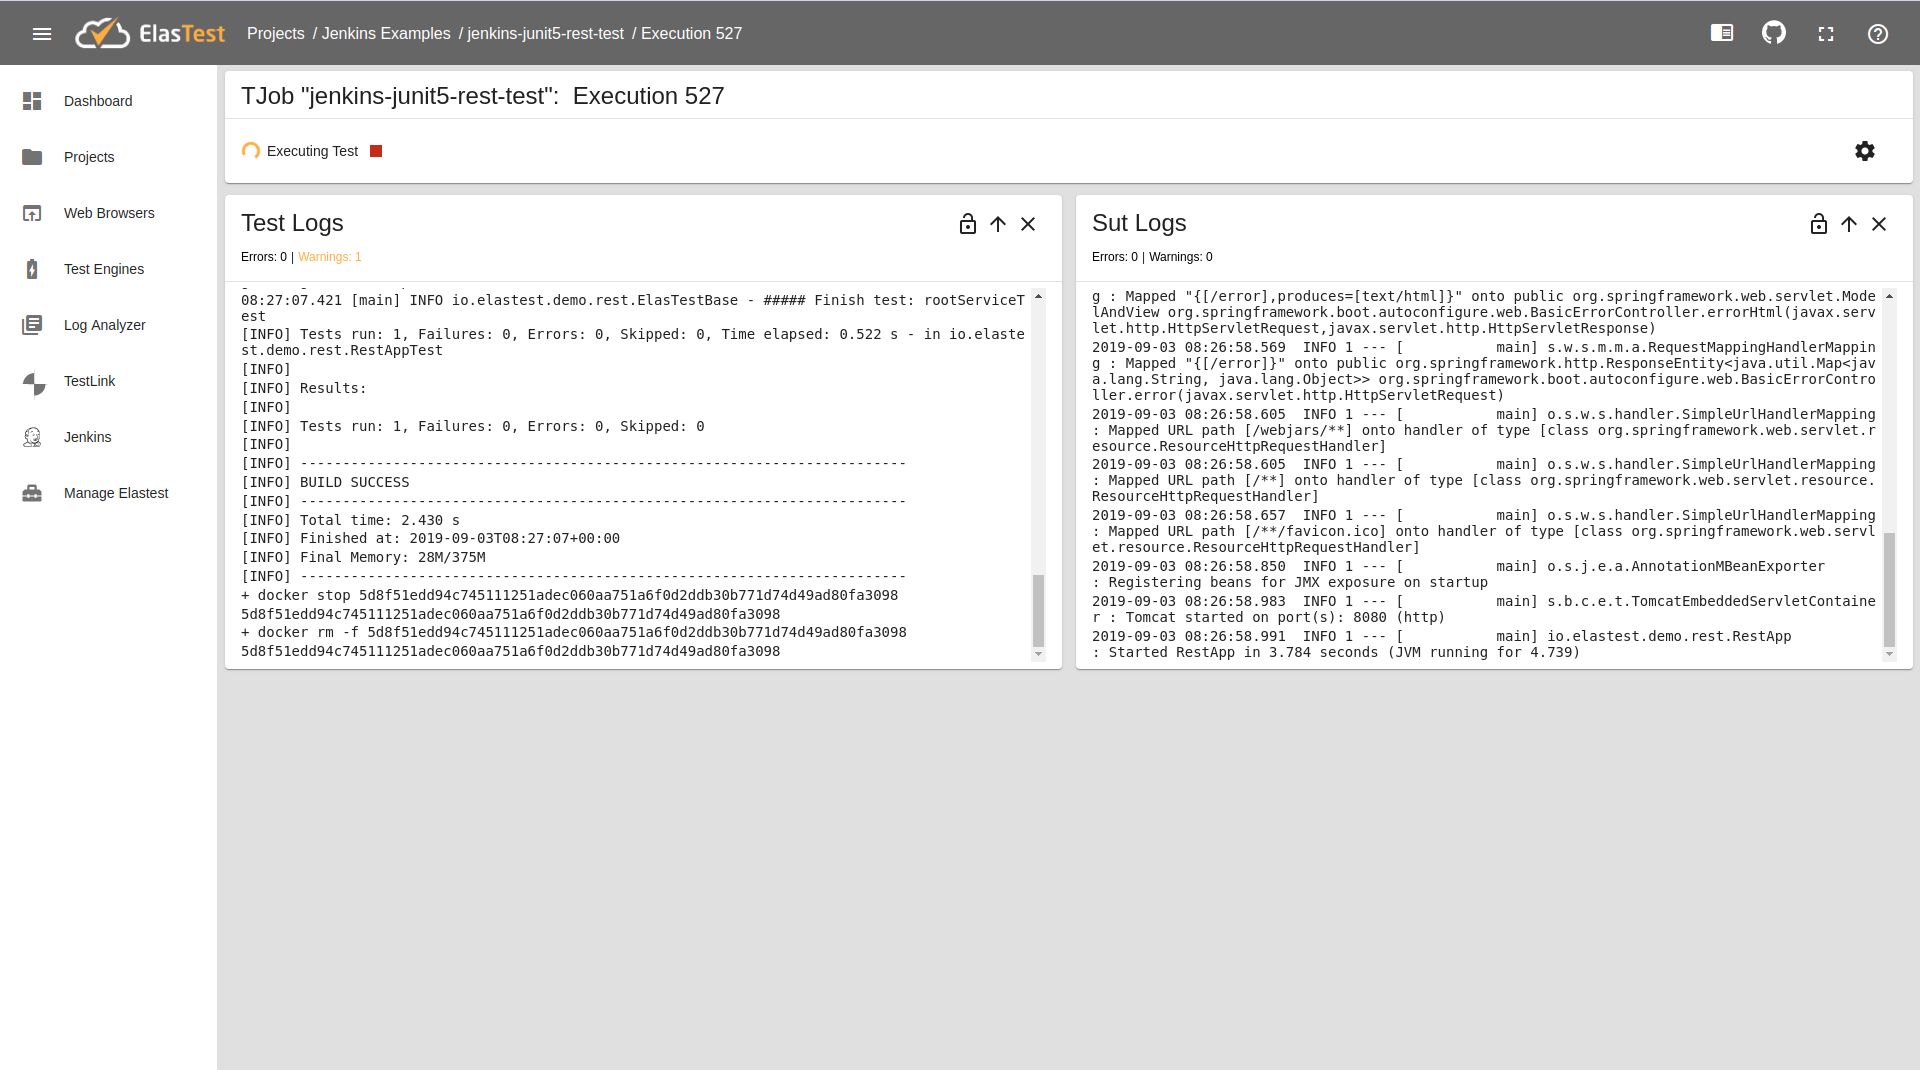 ElasTest
Projects / Jenkins Examples / jenkins-junit5-rest-test / Execution 527
Dashboard
Projects
Web Browsers
Test Engines
Log Analyzer
TestLink
Jenkins
Manage Elastest
TJob "jenkins-junit5-rest-test": Execution 527
Executing Test
Test Logs
Errors: 0 | Warnings: 1
08:27:07.421 [main] INFO io.elastest.demo.rest.ElasTestBase - ##### Finish test: rootServiceT
est
[INFO] Tests run: 1, Failures: 0, Errors: 0, Skipped: 0, Time elapsed: 0.522 s - in io.elaste
st.demo.rest.RestAppTest
[INFO]
[INFO] Results:
[INFO]
[INFO] Tests run: 1, Failures: 0, Errors: 0, Skipped: 0
[INFO]
[INFO] ------------------------------------------------------------------------
[INFO] BUILD SUCCESS
[INFO] ------------------------------------------------------------------------
[INFO] Total time: 2.430 s
[INFO] Finished at: 2019-09-03T08:27:07+00:00
[INFO] Final Memory: 28M/375M
[INFO] ------------------------------------------------------------------------
+ docker stop 5d8f51edd94c745111251adec060aa751a6f0d2ddb30b771d74d49ad80fa3098
5d8f51edd94c745111251adec060aa751a6f0d2ddb30b771d74d49ad80fa3098
+ docker rm -f 5d8f51edd94c745111251adec060aa751a6f0d2ddb30b771d74d49ad80fa3098
5d8f51edd94c745111251adec060aa751a6f0d2ddb30b771d74d49ad80fa3098
Sut Logs
Errors: 0 | Warnings: 0
g : Mapped "{[/error],produces=[text/html]}" onto public org.springframework.web.servlet.Mode
lAndView org.springframework.boot.autoconfigure.web.BasicErrorController.errorHtml(javax.serv
let.http.HttpServletRequest,javax.servlet.http.HttpServletResponse)
2019-09-03 08:26:58.569  INFO 1 --- [           main] s.w.s.m.m.a.RequestMappingHandlerMappin
g : Mapped "{[/error]}" onto public org.springframework.http.ResponseEntity<java.util.Map<jav
a.lang.String, java.lang.Object>> org.springframework.boot.autoconfigure.web.BasicErrorContro
ller.error(javax.servlet.http.HttpServletRequest)
2019-09-03 08:26:58.605  INFO 1 --- [           main] o.s.w.s.handler.SimpleUrlHandlerMapping
: Mapped URL path [/webjars/**] onto handler of type [class org.springframework.web.servlet.r
esource.ResourceHttpRequestHandler]
2019-09-03 08:26:58.605  INFO 1 --- [           main] o.s.w.s.handler.SimpleUrlHandlerMapping
: Mapped URL path [/**] onto handler of type [class org.springframework.web.servlet.resource.
ResourceHttpRequestHandler]
2019-09-03 08:26:58.657  INFO 1 --- [           main] o.s.w.s.handler.SimpleUrlHandlerMapping
: Mapped URL path [/**/favicon.ico] onto handler of type [class org.springframework.web.servl
et.resource.ResourceHttpRequestHandler]
2019-09-03 08:26:58.850  INFO 1 --- [           main] o.s.j.e.a.AnnotationMBeanExporter
: Registering beans for JMX exposure on startup
2019-09-03 08:26:58.983  INFO 1 --- [           main] s.b.c.e.t.TomcatEmbeddedServletContaine
r : Tomcat started on port(s): 8080 (http)
2019-09-03 08:26:58.991  INFO 1 --- [           main] io.elastest.demo.rest.RestApp
: Started RestApp in 3.784 seconds (JVM running for 4.739)